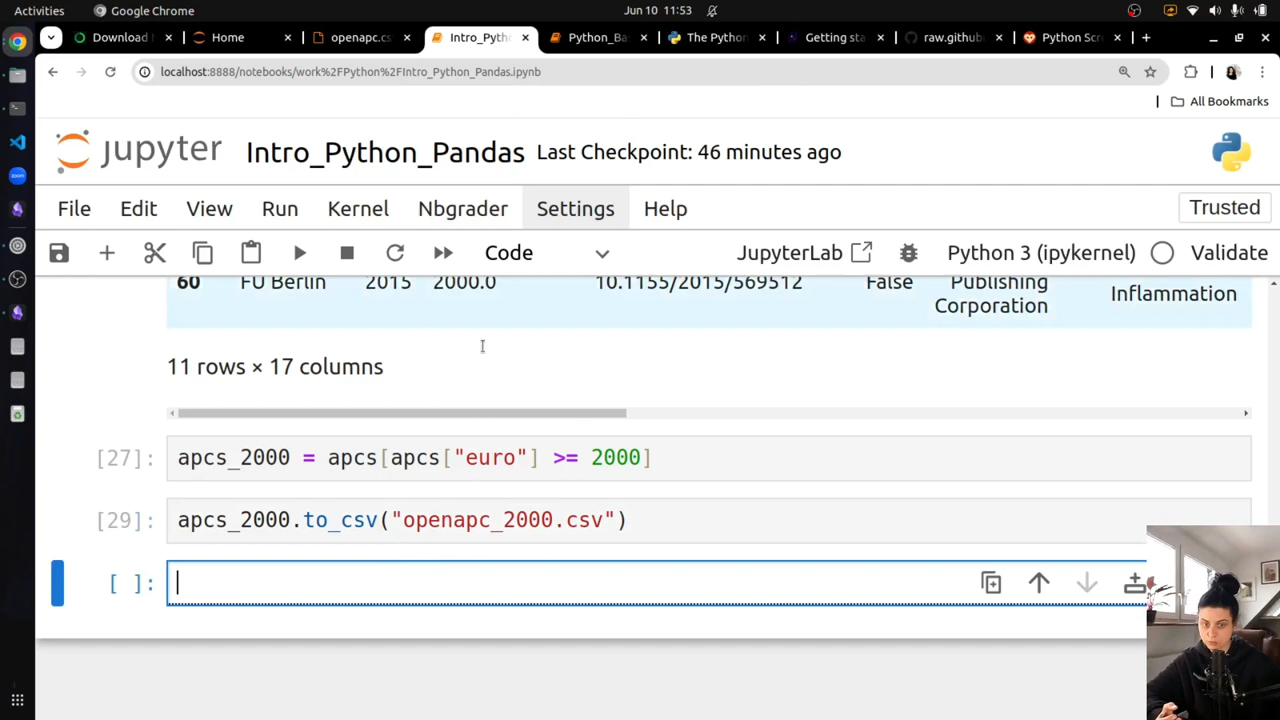 Activities
Google Chrome
Jun 10 11:53
Download
Home
openapc.cs
Intro_Pyth
Python_Ba
The Python
Getting sta
raw.github
Python Scr
localhost:8888/notebooks/work%2FPython%2FIntro_Python_Pandas.ipynb
All Bookmarks
jupyter Intro_Python_Pandas Last Checkpoint: 46 minutes ago
File Edit View Run Kernel Nbgrader Settings Help
Trusted
Code
JupyterLab
Python 3 (ipykernel)
Validate
60 FU Berlin 2015 2000.0 10.1155/2015/569512 False Publishing Corporation Inflammation
11 rows × 17 columns
[27]: apcs_2000 = apcs[apcs["euro"] >= 2000]
[29]: apcs_2000.to_csv("openapc_2000.csv")
[ ]: